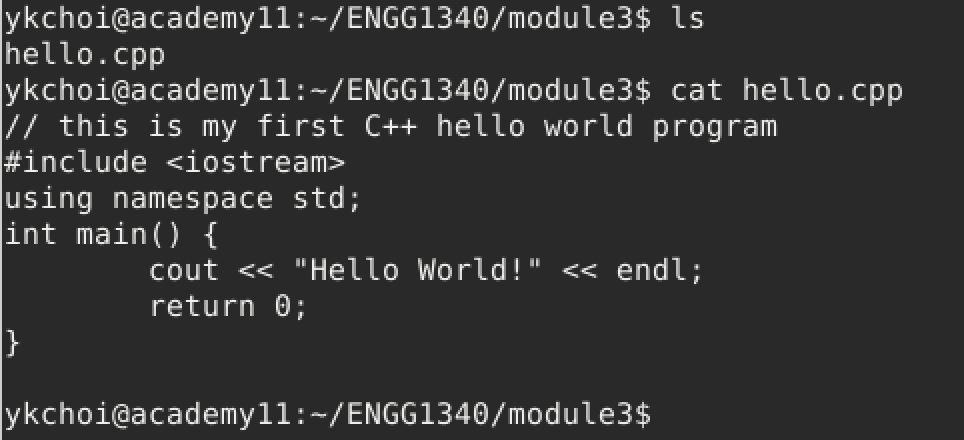 ykchoi@academy11:~/ENGG1340/module3$ ls
hello.cpp
ykchoi@academy11:~/ENGG1340/module3$ cat hello.cpp
// this is my first C++ hello world program
#include <iostream>
using namespace std;
int main() {
        cout << "Hello World!" << endl;
        return 0;
}

ykchoi@academy11:~/ENGG1340/module3$